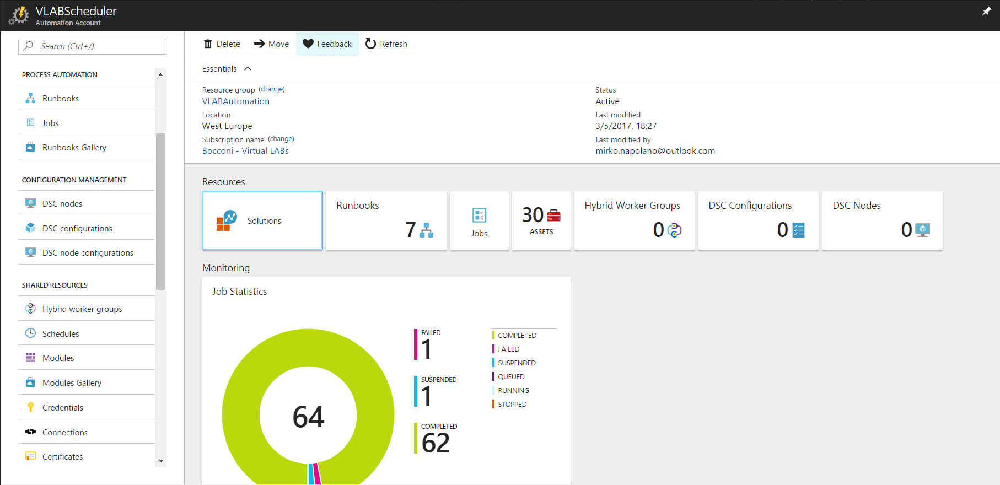 VLABScheduler
Automation Account
Search (Ctrl+/)
PROCESS AUTOMATION
Runbooks
Jobs
Runbooks Gallery
CONFIGURATION MANAGEMENT
DSC nodes
DSC configurations
DSC node configurations
SHARED RESOURCES
Hybrid worker groups
Schedules
Modules
Modules Gallery
Credentials
Connections
Certificates
Delete Move Feedback Refresh
Essentials
Resource group (change)
VLABAutomation
Location
West Europe
Subscription name (change)
Bocconi - Virtual LABs
Status
Active
Last modified
3/5/2017, 18:27
Last modified by
mirko.napolano@outlook.com
Resources
Solutions
Runbooks
7
Jobs
30
ASSETS
Hybrid Worker Groups
0
DSC Configurations
0
DSC Nodes
0
Monitoring
Job Statistics
64
FAILED
1
SUSPENDED
1
COMPLETED
62
COMPLETED
FAILED
SUSPENDED
QUEUED
RUNNING
STOPPED